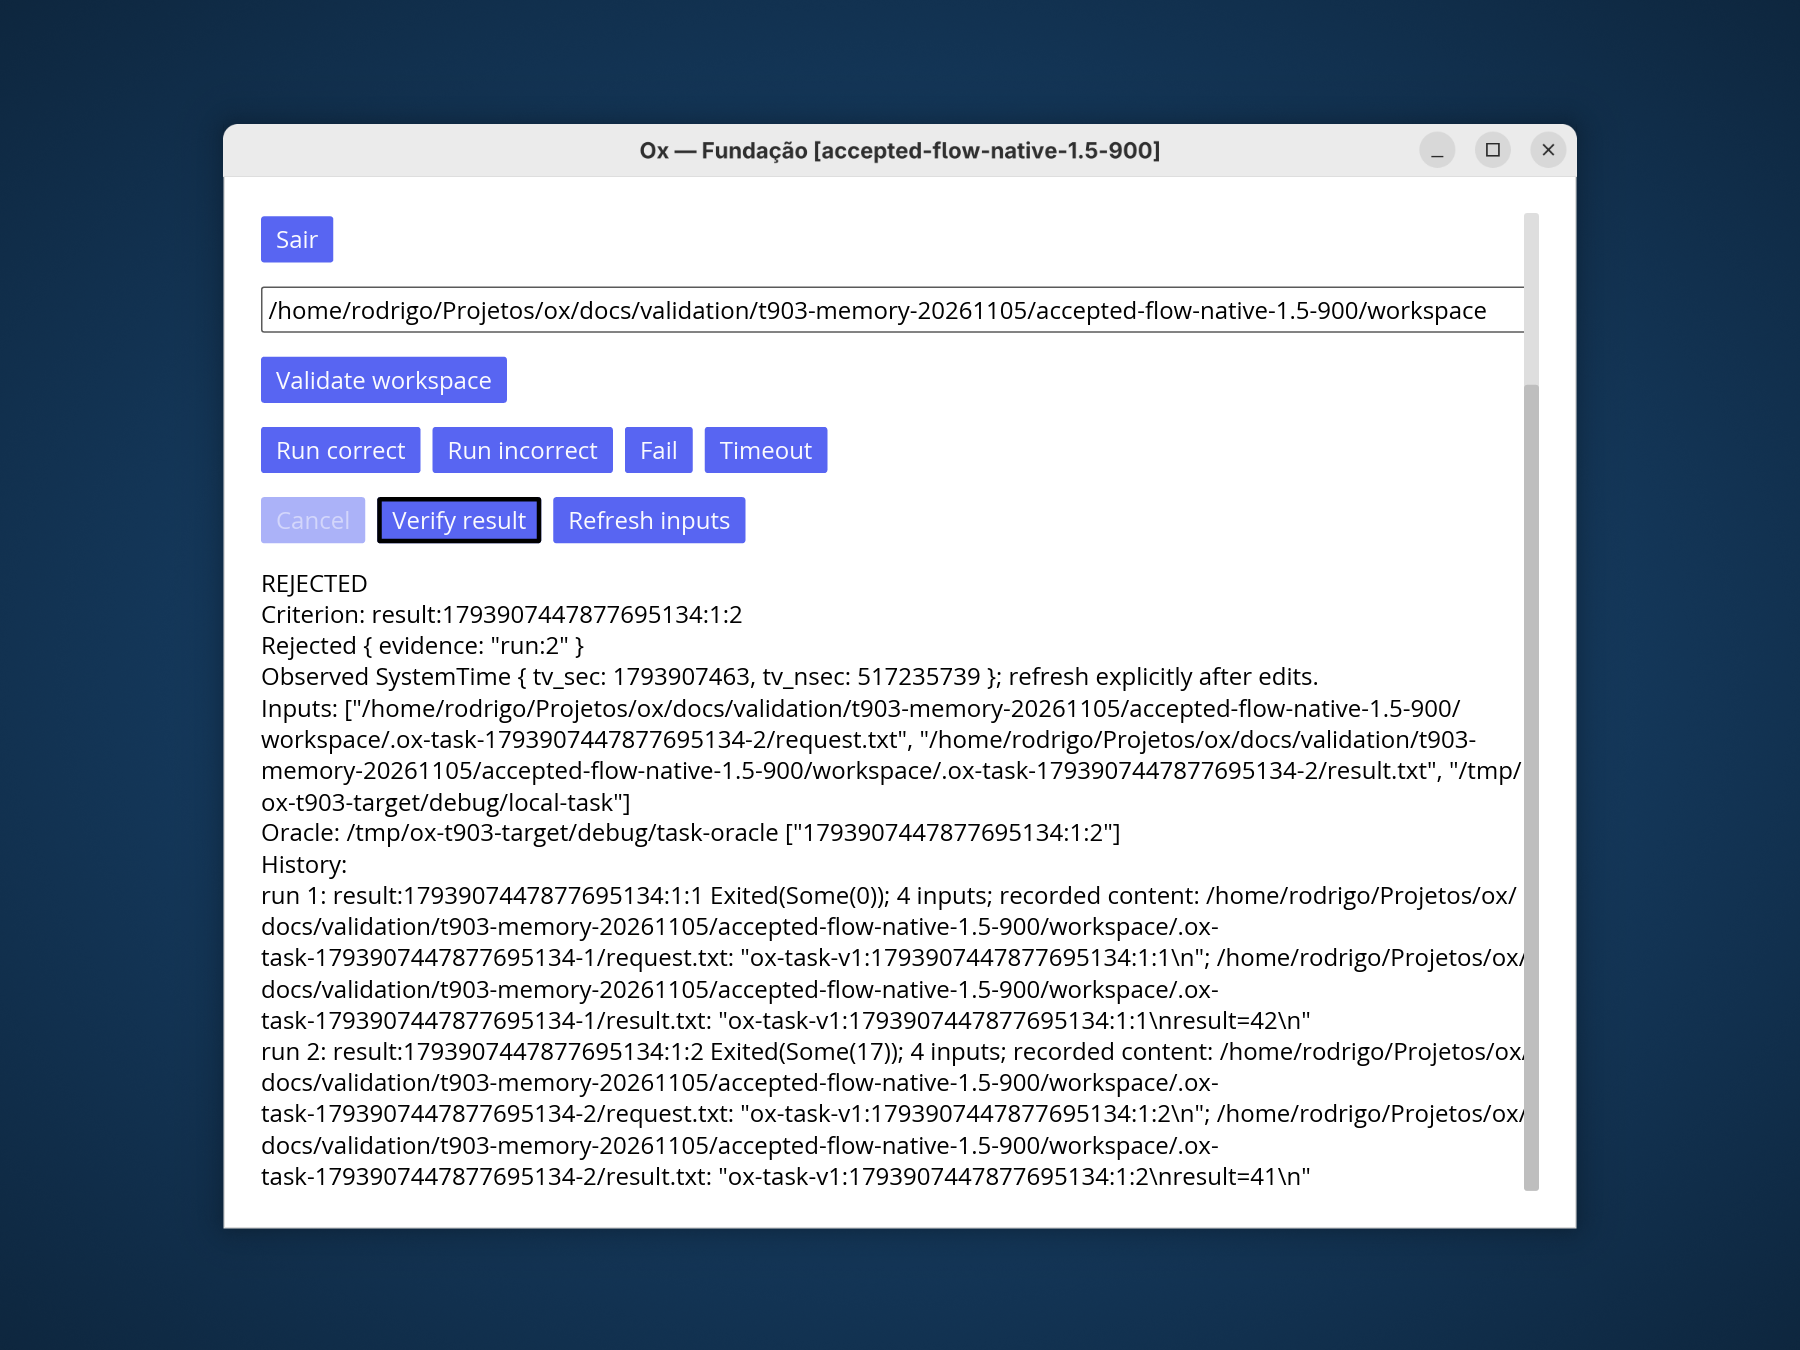 Ox — Fundação [accepted-flow-native-1.5-900]
Sair
/home/rodrigo/Projetos/ox/docs/validation/t903-memory-20261105/accepted-flow-native-1.5-900/workspace
Validate workspace
Run correct Run incorrect Fail Timeout
Cancel Verify result Refresh inputs
REJECTED
Criterion: result:1793907447877695134:1:2
Rejected { evidence: "run:2" }
Observed SystemTime { tv_sec: 1793907463, tv_nsec: 517235739 }; refresh explicitly after edits.
Inputs: ["/home/rodrigo/Projetos/ox/docs/validation/t903-memory-20261105/accepted-flow-native-1.5-900/
workspace/.ox-task-1793907447877695134-2/request.txt", "/home/rodrigo/Projetos/ox/docs/validation/t903-
memory-20261105/accepted-flow-native-1.5-900/workspace/.ox-task-1793907447877695134-2/result.txt", "/tmp/
ox-t903-target/debug/local-task"]
Oracle: /tmp/ox-t903-target/debug/task-oracle ["1793907447877695134:1:2"]
History:
run 1: result:1793907447877695134:1:1 Exited(Some(0)); 4 inputs; recorded content: /home/rodrigo/Projetos/ox/
docs/validation/t903-memory-20261105/accepted-flow-native-1.5-900/workspace/.ox-
task-1793907447877695134-1/request.txt: "ox-task-v1:1793907447877695134:1:1\n"; /home/rodrigo/Projetos/ox/
docs/validation/t903-memory-20261105/accepted-flow-native-1.5-900/workspace/.ox-
task-1793907447877695134-1/result.txt: "ox-task-v1:1793907447877695134:1:1\nresult=42\n"
run 2: result:1793907447877695134:1:2 Exited(Some(17)); 4 inputs; recorded content: /home/rodrigo/Projetos/ox/
docs/validation/t903-memory-20261105/accepted-flow-native-1.5-900/workspace/.ox-
task-1793907447877695134-2/request.txt: "ox-task-v1:1793907447877695134:1:2\n"; /home/rodrigo/Projetos/ox/
docs/validation/t903-memory-20261105/accepted-flow-native-1.5-900/workspace/.ox-
task-1793907447877695134-2/result.txt: "ox-task-v1:1793907447877695134:1:2\nresult=41\n"